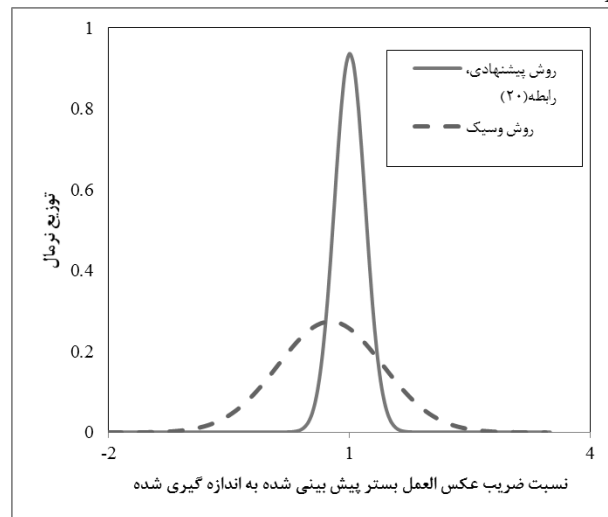 1
0.8
0.6
0.4
0.2
0
-2
1
4
توزیع نرمال
روش پیشنهادی،
رابطه(۲۰)
روش وسیک
نسبت ضریب عکس العمل بستر پیش بینی شده به اندازه گیری شده